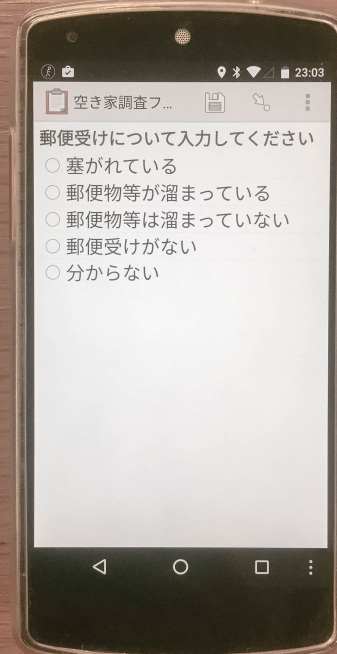 23:03
空き家調査フ...
郵便受けについて入力してください
塞がれている
郵便物等が溜まっている
郵便物等は溜まっていない
郵便受けがない
分からない